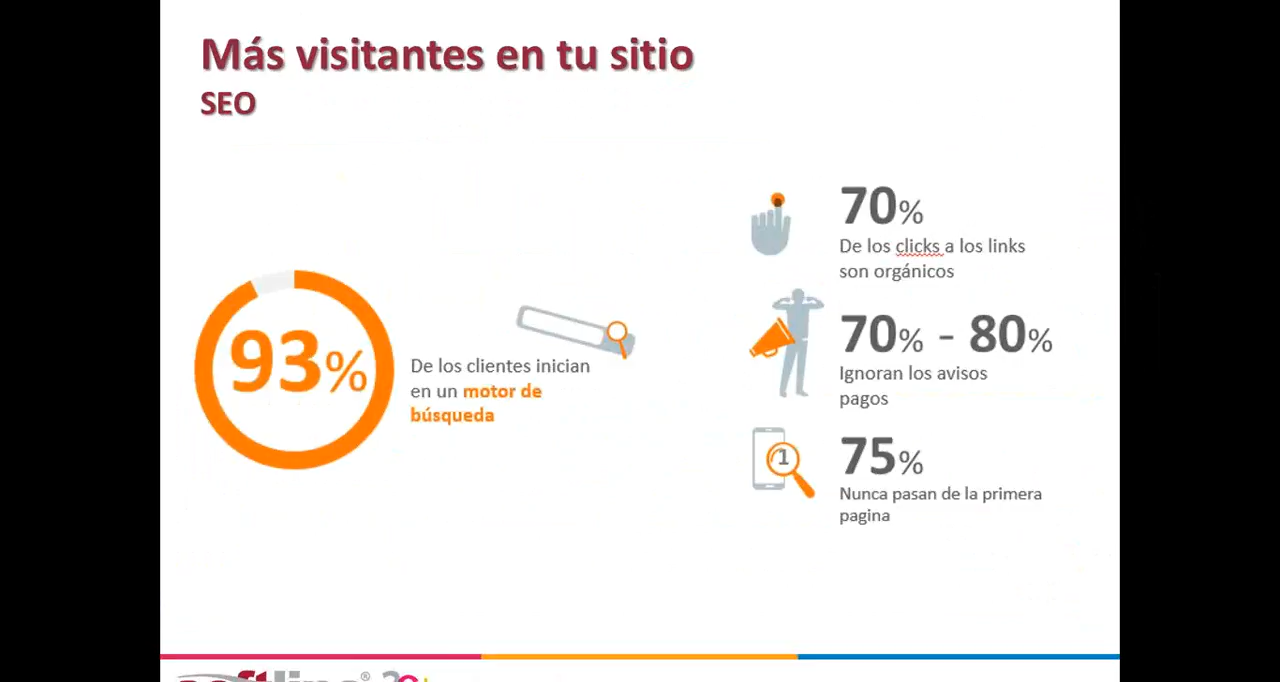 Más visitantes en tu sitio
SEO
93%
De los clientes inician
en un motor de
búsqueda
70%
De los clicks a los links
son orgánicos
70% - 80%
Ignoran los avisos
pagos
1
75%
Nunca pasan de la primera
pagina